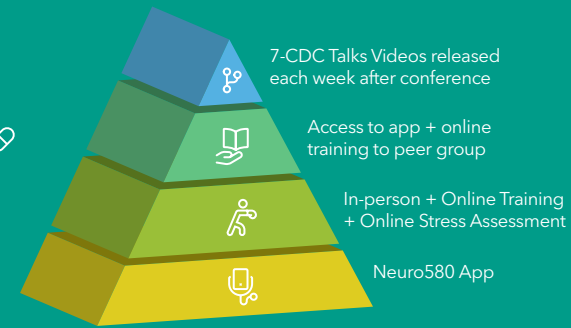 7-CDC Talks Videos released
each week after conference
Access to app + online
training to peer group
In-person + Online Training
+ Online Stress Assessment
Neuro580 App